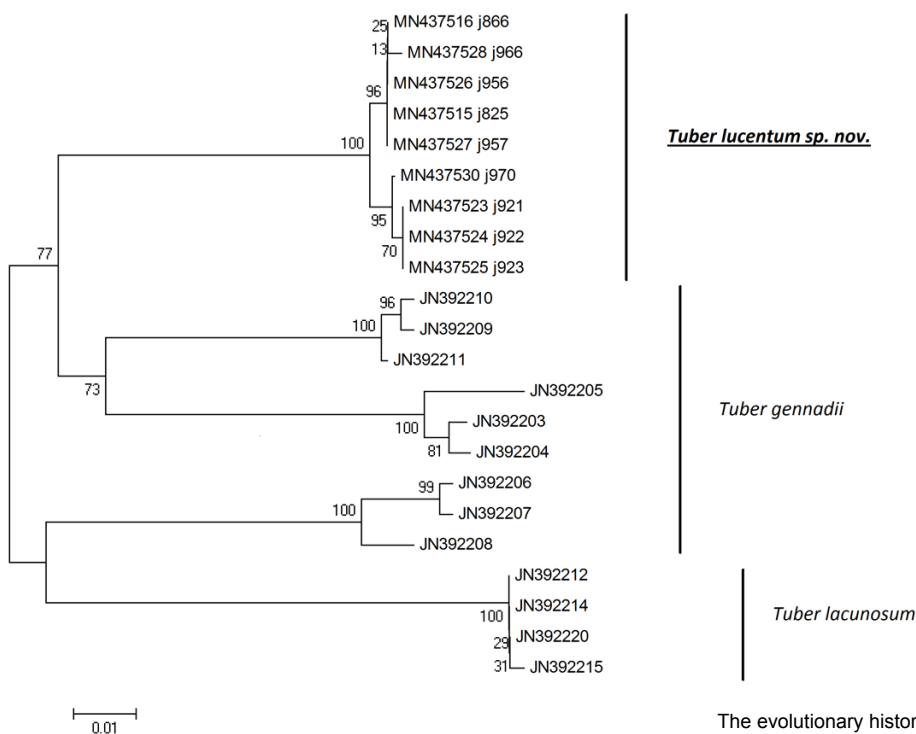 25
MN437516 j866
13
MN437528 j966
MN437526 j956
96
MN437515 j825
100
MN437527 j957
Tuber lucentum sp. nov.
MN437530 j970
MN437523 j921
95
MN437524 j922
77
70
MN437525 j923
96
JN392210
100
JN392209
JN392211
73
JN392205
Tuber gennadii
100
JN392203
81
JN392204
99
JN392206
100
JN392207
JN392208
JN392212
100
JN392214
Tuber lacunosum
29
JN392220
31
JN392215
0.01
The evolutionary histor